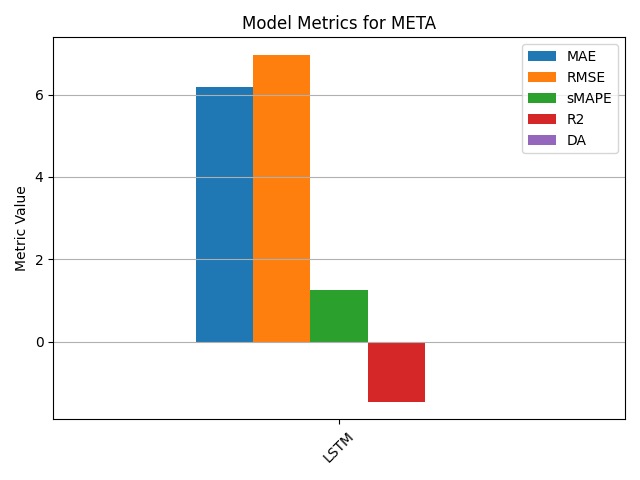 Model Metrics for META
MAE
RMSE
sMAPE
R2
DA
Metric Value
6
4
2
0
LSTM